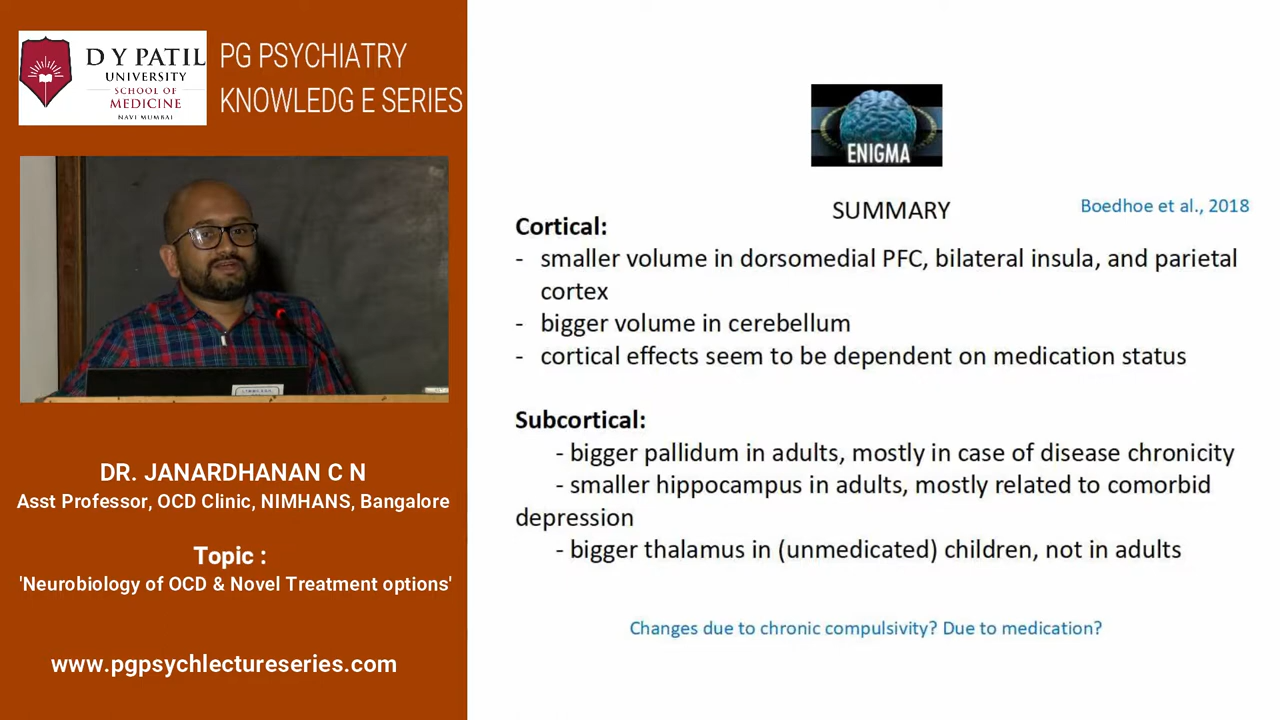 D Y PATIL
UNIVERSITY
SCHOOL OF
MEDICINE
NAVI MUMBAI
PG PSYCHIATRY
KNOWLEDG E SERIES
DR. JANARDHANAN C N
Asst Professor, OCD Clinic, NIMHANS, Bangalore
Topic :
'Neurobiology of OCD & Novel Treatment options'
www.pgpsychlectureseries.com
ENIGMA
SUMMARY
Boedhoe et al., 2018
Cortical:
- smaller volume in dorsomedial PFC, bilateral insula, and parietal
cortex
- bigger volume in cerebellum
- cortical effects seem to be dependent on medication status
Subcortical:
- bigger pallidum in adults, mostly in case of disease chronicity
- smaller hippocampus in adults, mostly related to comorbid
depression
- bigger thalamus in (unmedicated) children, not in adults
Changes due to chronic compulsivity? Due to medication?